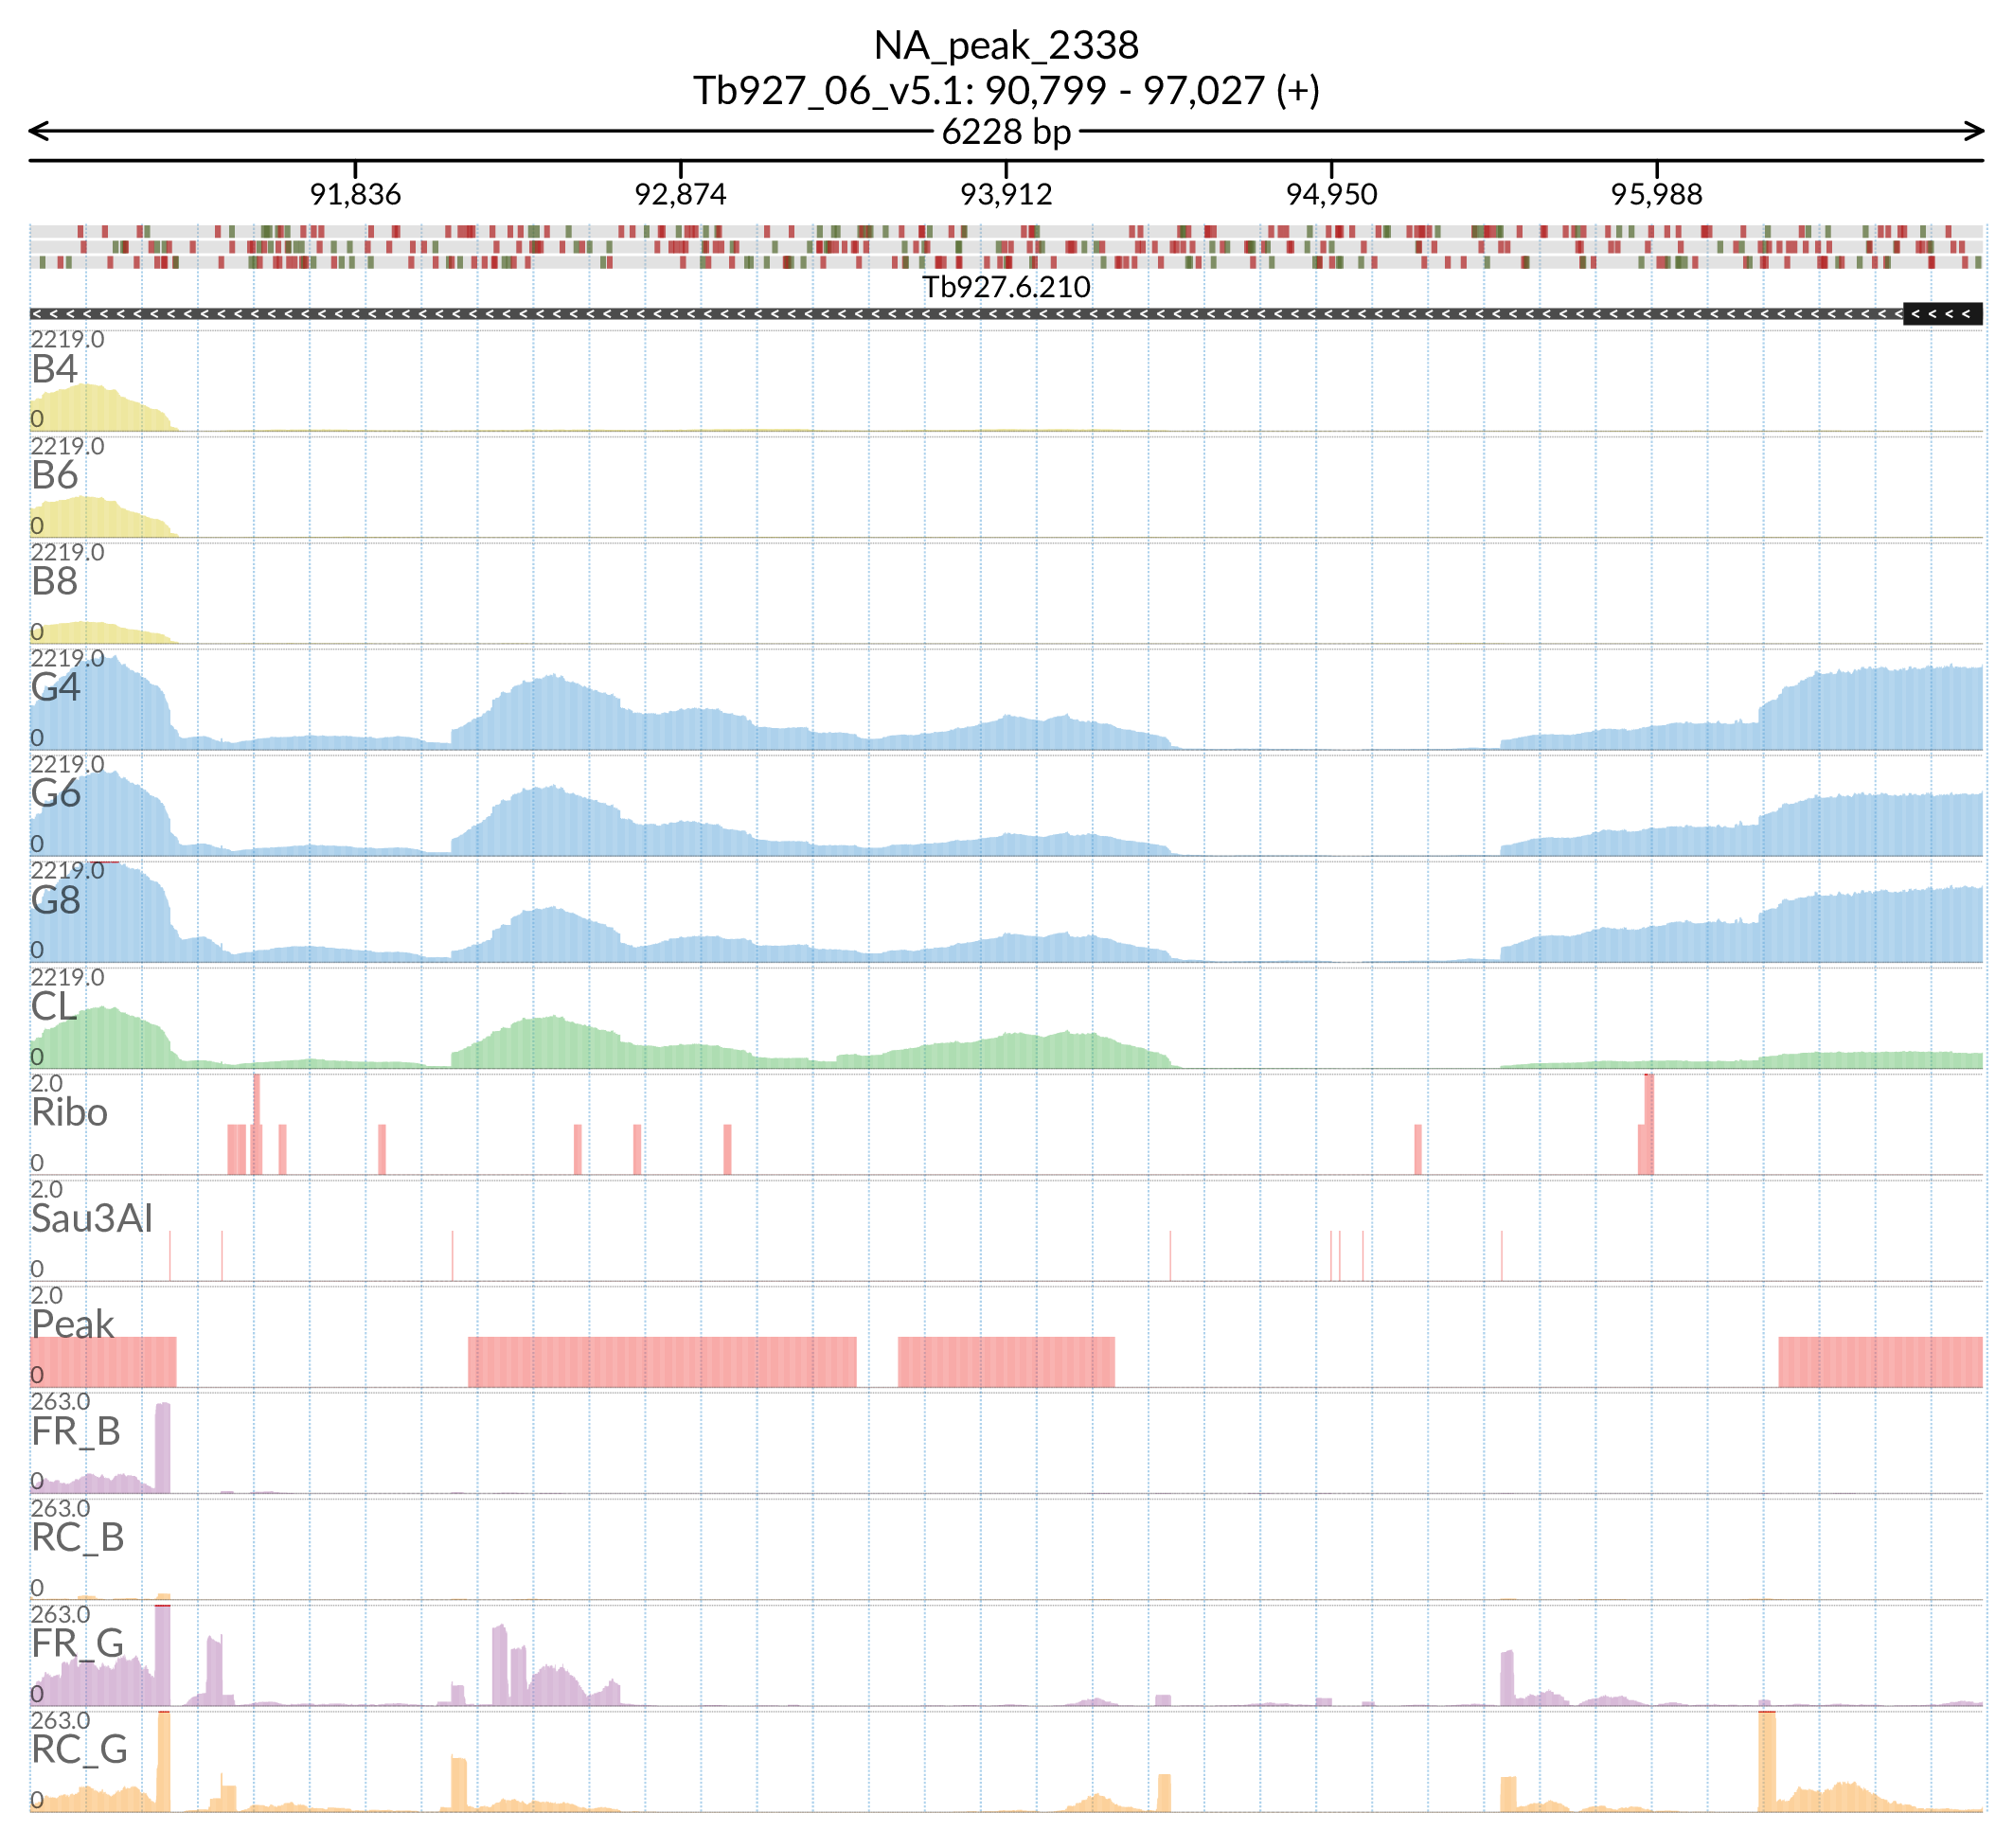 NA_peak_2338
Tb927_06_v5.1: 90,799 - 97,027 (+)
6228 bp
91,836 92,874 93,912 94,950 95,988
Tb927.6.210
2219.0
B4
0
2219.0
B6
0
2219.0
B8
0
2219.0
G4
0
2219.0
G6
0
2219.0
G8
0
2219.0
CL
0
2.0
Ribo
0
2.0
Sau3AI
0
2.0
Peak
0
263.0
FR_B
0
263.0
RC_B
0
263.0
FR_G
0
263.0
RC_G
0